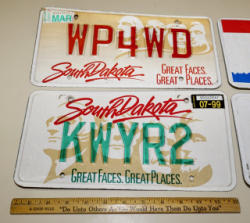 MAR
WP4WD
South Dakota
GREAT FACES.
GREAT PLACES.
South Dakota
07-99
KWYR2
GREAT FACES. GREAT PLACES.
"Do Unto Others As You Would Have Them Do Unto You"